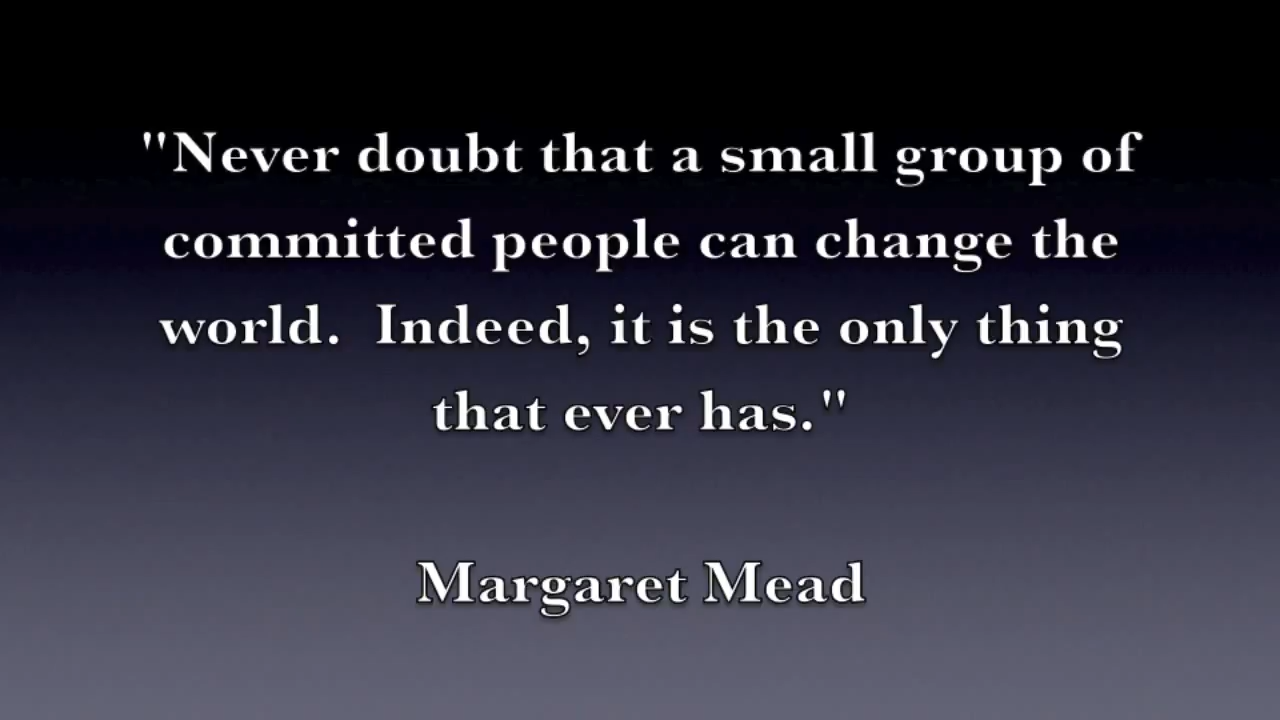 "Never doubt that a small group of
committed people can change the
world.  Indeed, it is the only thing
that ever has."
Margaret Mead